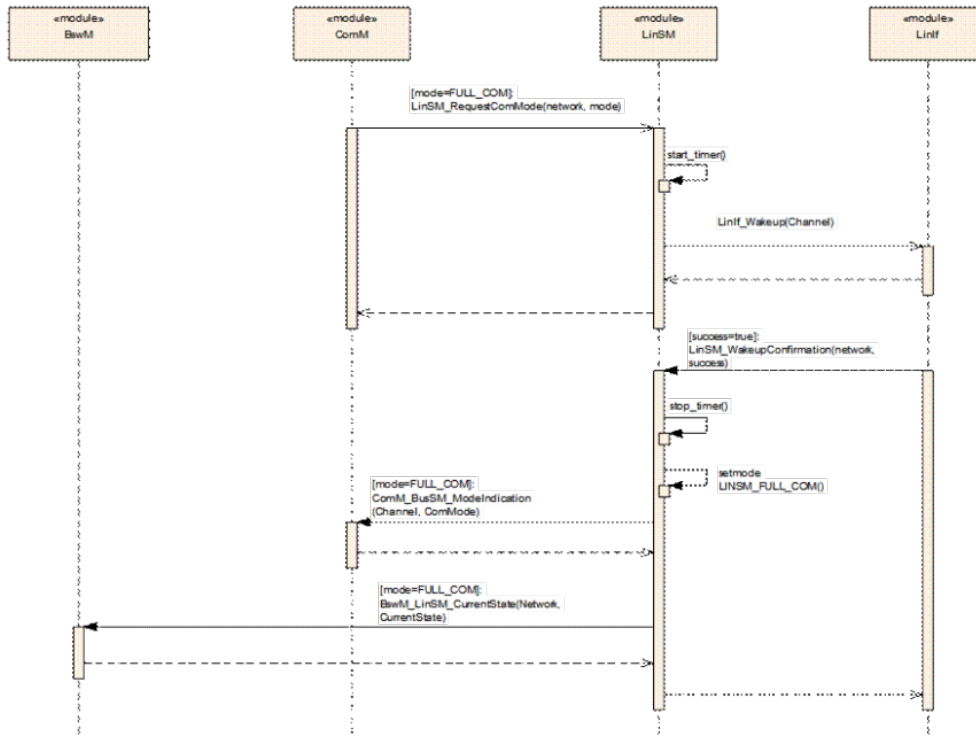 «module»
BswM
«module»
ComM
«module»
LinSM
«module»
LinIf
[mode=FULL_COM]:
LinSM_RequestComMode(network, mode)
start_timer()
LinIf_Wakeup(Channel)
[success=true]:
LinSM_WakeupConfirmation(network,
success)
stop_timer()
setmode
LINSM_FULL_COM()
[mode=FULL_COM]:
ComM_BusSM_ModeIndication
(Channel, ComMode)
[mode=FULL_COM]:
BswM_LinSM_CurrentState(Network,
CurrentState)